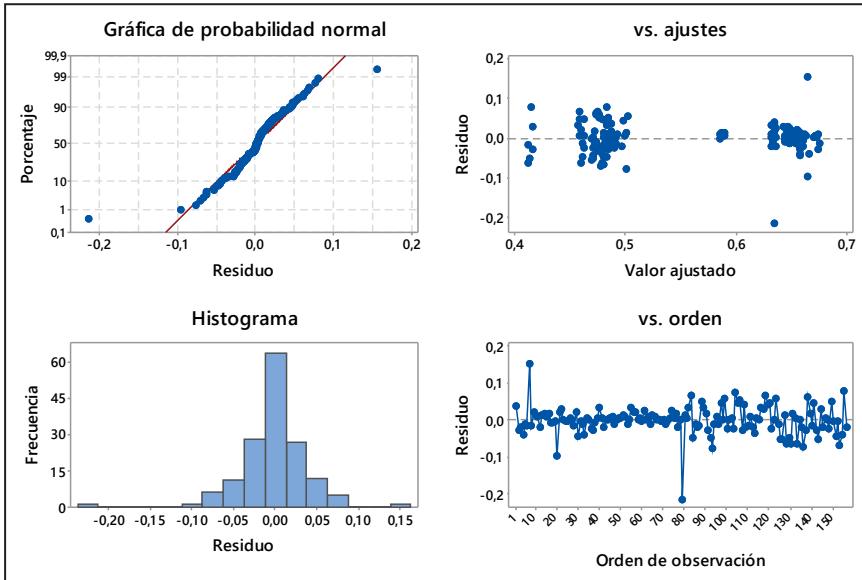 Gráfica de probabilidad normal
99,9
99
90
50
10
1
0,1
Porcentaje
-0,2 -0,1 0,0 0,1 0,2
Residuo
vs. ajustes
0,2
0,1
0,0
-0,1
-0,2
Residuo
0,4 0,5 0,6 0,7
Valor ajustado
Histograma
60
45
30
15
0
Frecuencia
-0,20 -0,15 -0,10 -0,05 0,00 0,05 0,10 0,15
Residuo
vs. orden
0,2
0,1
0,0
-0,1
-0,2
Residuo
1 10 20 30 40 50 60 70 80 90 100 110 120 130 140 150
Orden de observación